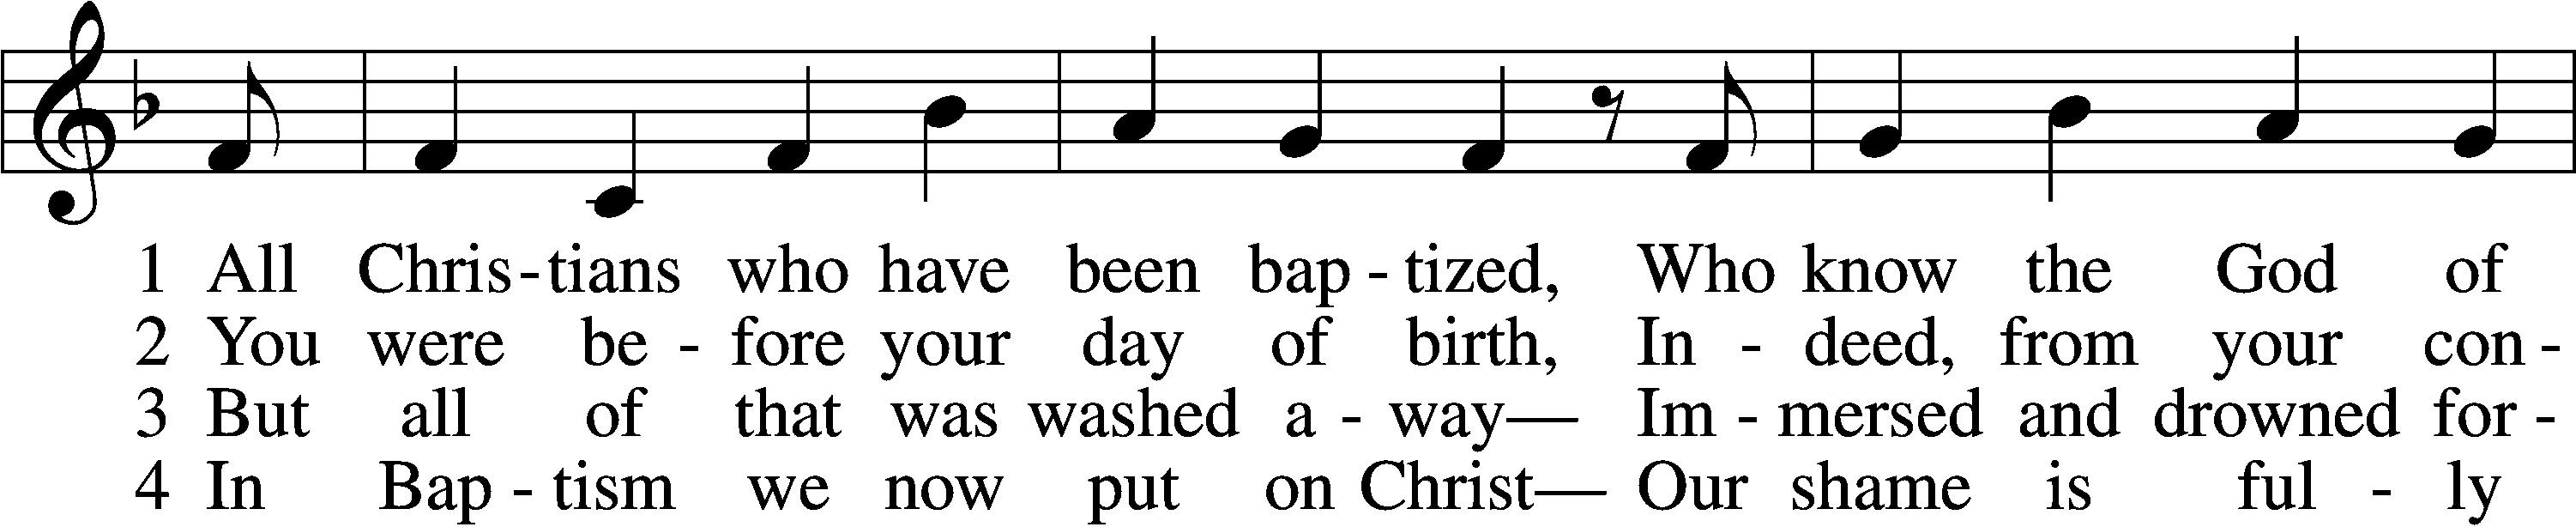 1 All Chris - tians who have been bap - tized, Who know the God of
2 You were be - fore your day of birth, In - deed, from your con -
3 But all of that was washed a - way— Im - mersed and drowned for -
4 In Bap - tism we now put on Christ— Our shame is ful - ly